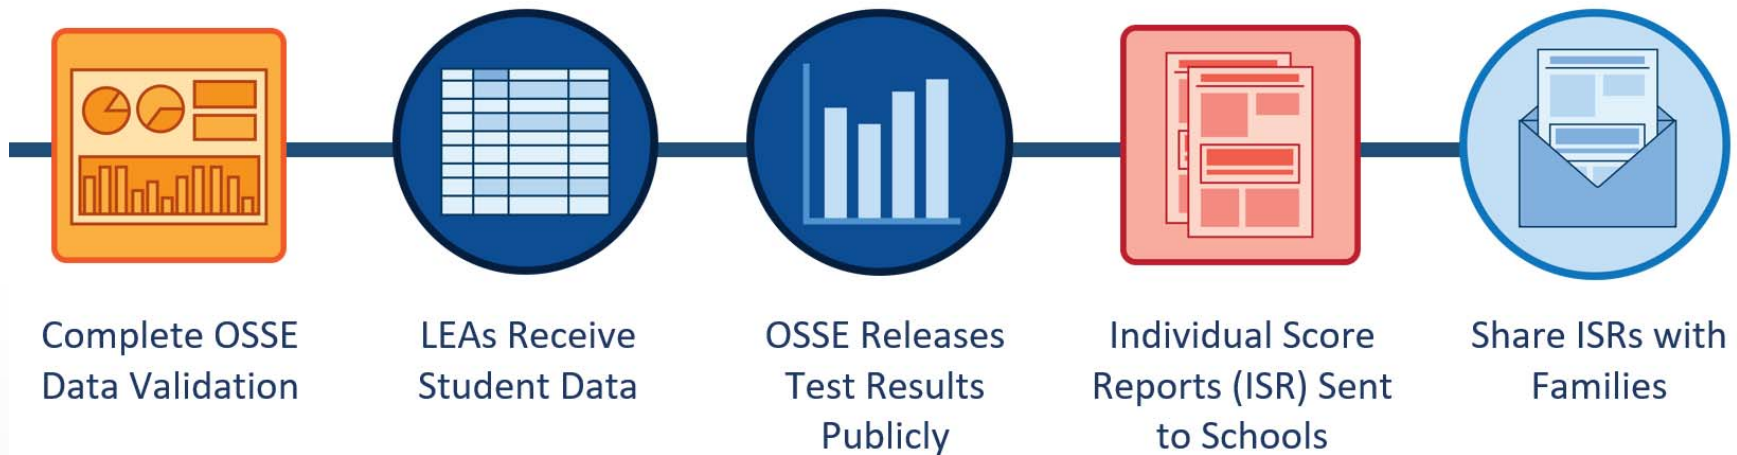 Complete OSSE
Data Validation
LEAs Receive
Student Data
OSSE Releases
Test Results
Publicly
Individual Score
Reports (ISR) Sent
to Schools
Share ISRs with
Families